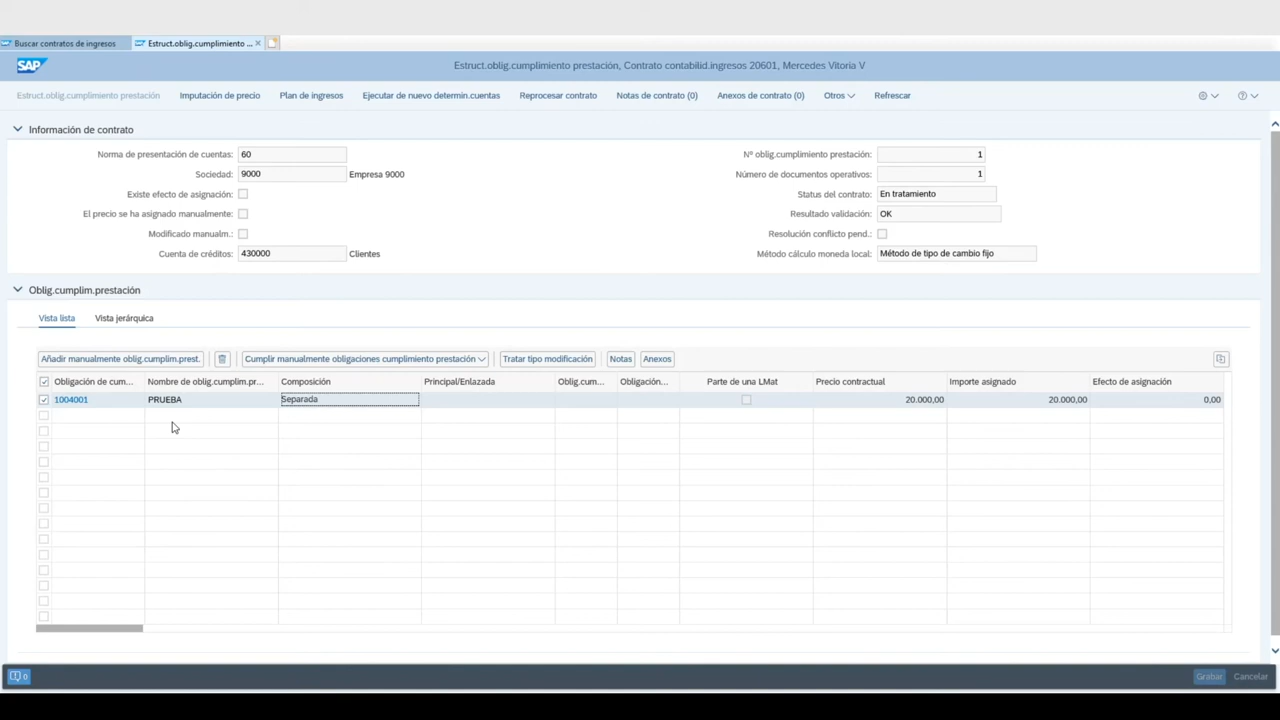 Buscar contratos de ingresos
Estruct.oblig.cumplimiento ...
SAP
Estruct.oblig.cumplimiento prestación, Contrato contabilid.ingresos 20601, Mercedes Vitoria V
Estruct.oblig.cumplimiento prestación Imputación de precio Plan de ingresos Ejecutar de nuevo determin.cuentas Reprocesar contrato Notas de contrato (0) Anexos de contrato (0) Otros Refrescar
Información de contrato
Norma de presentación de cuentas: 60 Nº oblig.cumplimiento prestación: 1
Sociedad: 9000 Empresa 9000 Número de documentos operativos: 1
Existe efecto de asignación: Status del contrato: En tratamiento
El precio se ha asignado manualmente: Resultado validación: OK
Modificado manualm.: Resolución conflicto pend.:
Cuenta de créditos: 430000 Clientes Método cálculo moneda local: Método de tipo de cambio fijo
Oblig.cumplim.prestación
Vista lista Vista jerárquica
Añadir manualmente oblig.cumplim.prest. Cumplir manualmente obligaciones cumplimiento prestación Tratar tipo modificación Notas Anexos
Obligación de cum... Nombre de oblig.cumplim.pr... Composición Principal/Enlazada Oblig.cum... Obligación... Parte de una LMat Precio contractual Importe asignado Efecto de asignación
1004001 PRUEBA Separada 20.000,00 20.000,00 0,00
0 Grabar Cancelar